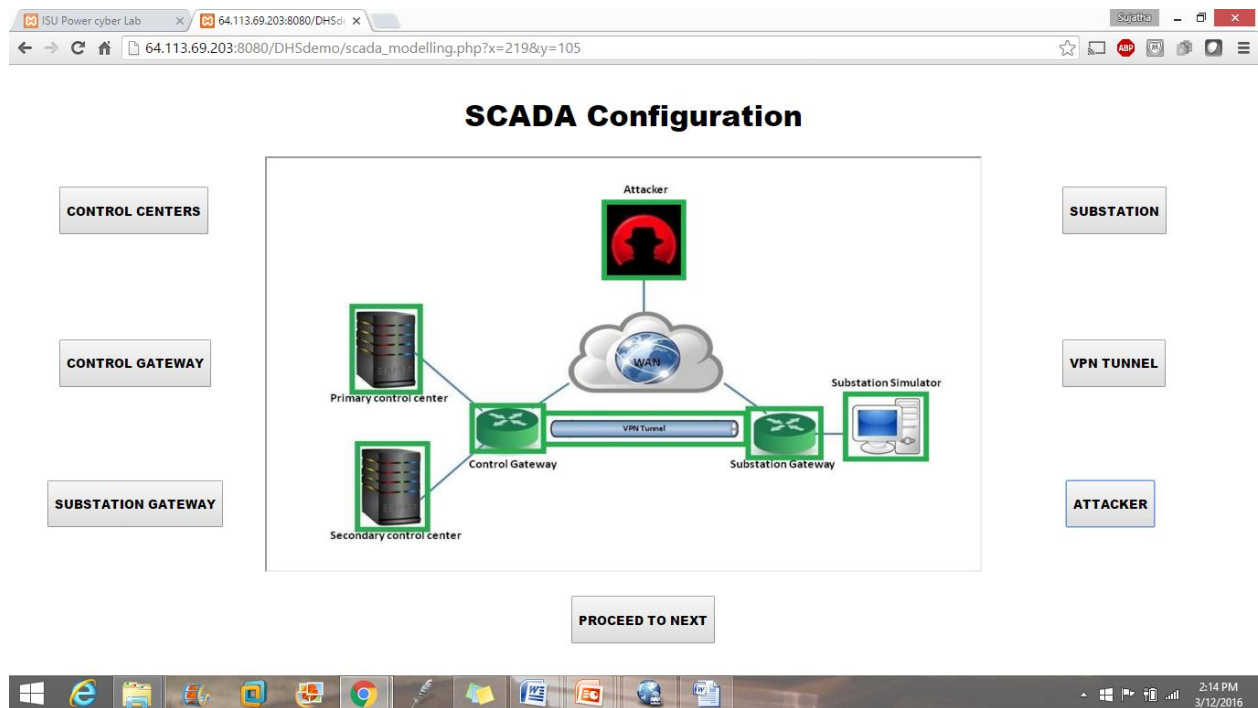 ISU Power cyber Lab
64.113.69.203:8080/DHSd
Sujatha
64.113.69.203:8080/DHSdemo/scada_modelling.php?x=219&y=105
ABP
SCADA Configuration
CONTROL CENTERS
CONTROL GATEWAY
SUBSTATION GATEWAY
Attacker
WAN
Primary control center
Substation Simulator
VPN Tunnel
Control Gateway
Substation Gateway
Secondary control center
SUBSTATION
VPN TUNNEL
ATTACKER
PROCEED TO NEXT
2:14 PM
3/12/2016